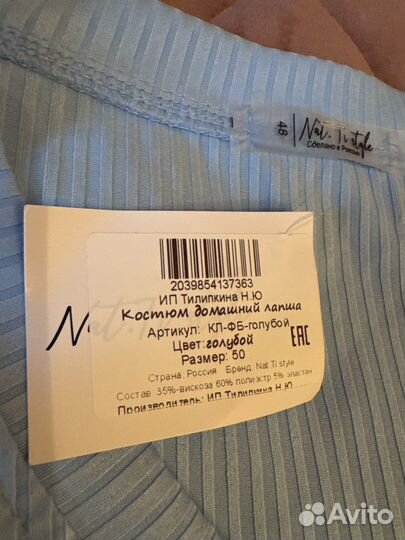 48
Nat. Ti style
Сделано в России
2039854137363
ИП Тилипкина Н.Ю
Костюм домашний лапша
Артикул: КЛ-ФБ-голубой
Цвет:голубой
Размер: 50
Страна: Россия Бренд: Nat Ti style
Состав 35%-вискоза 60% полиэстр 5% эластан
Производитель: ИП Тилипкина Н.Ю
EAC
Nat.
Avito